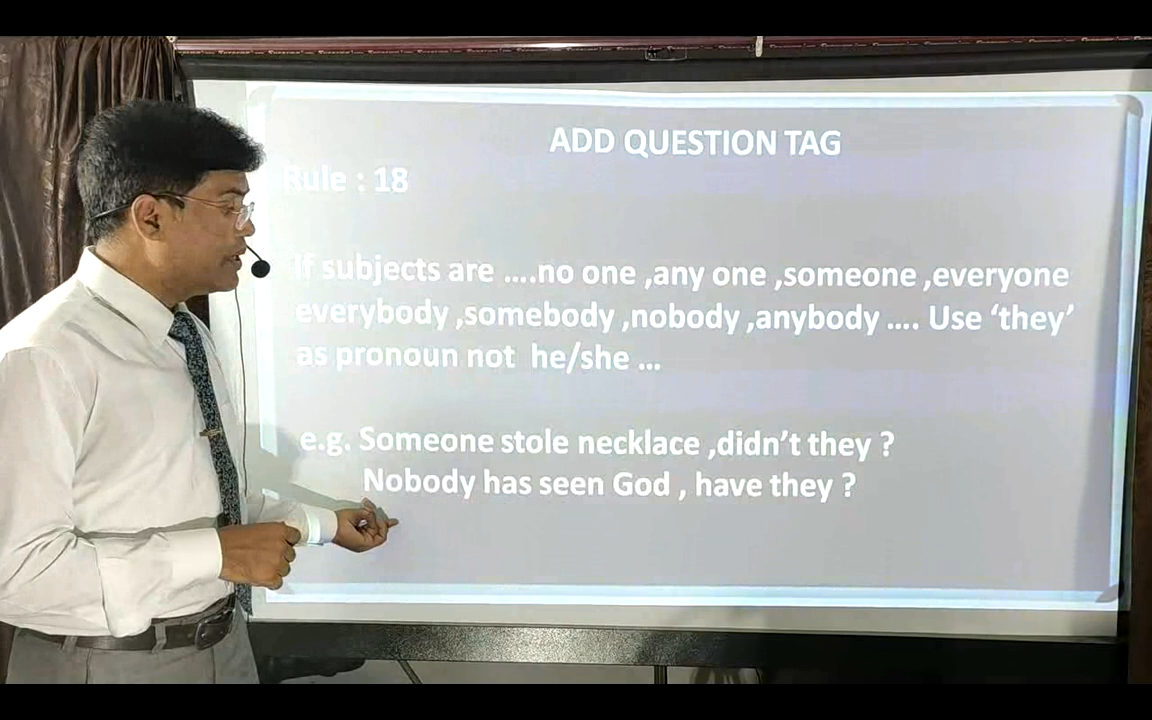 ADD QUESTION TAG
Rule : 18
If subjects are ....no one ,any one ,someone ,everyone
everybody ,somebody ,nobody ,anybody .... Use ‘they’
as pronoun not he/she ...
e.g. Someone stole necklace ,didn’t they ?
Nobody has seen God , have they ?